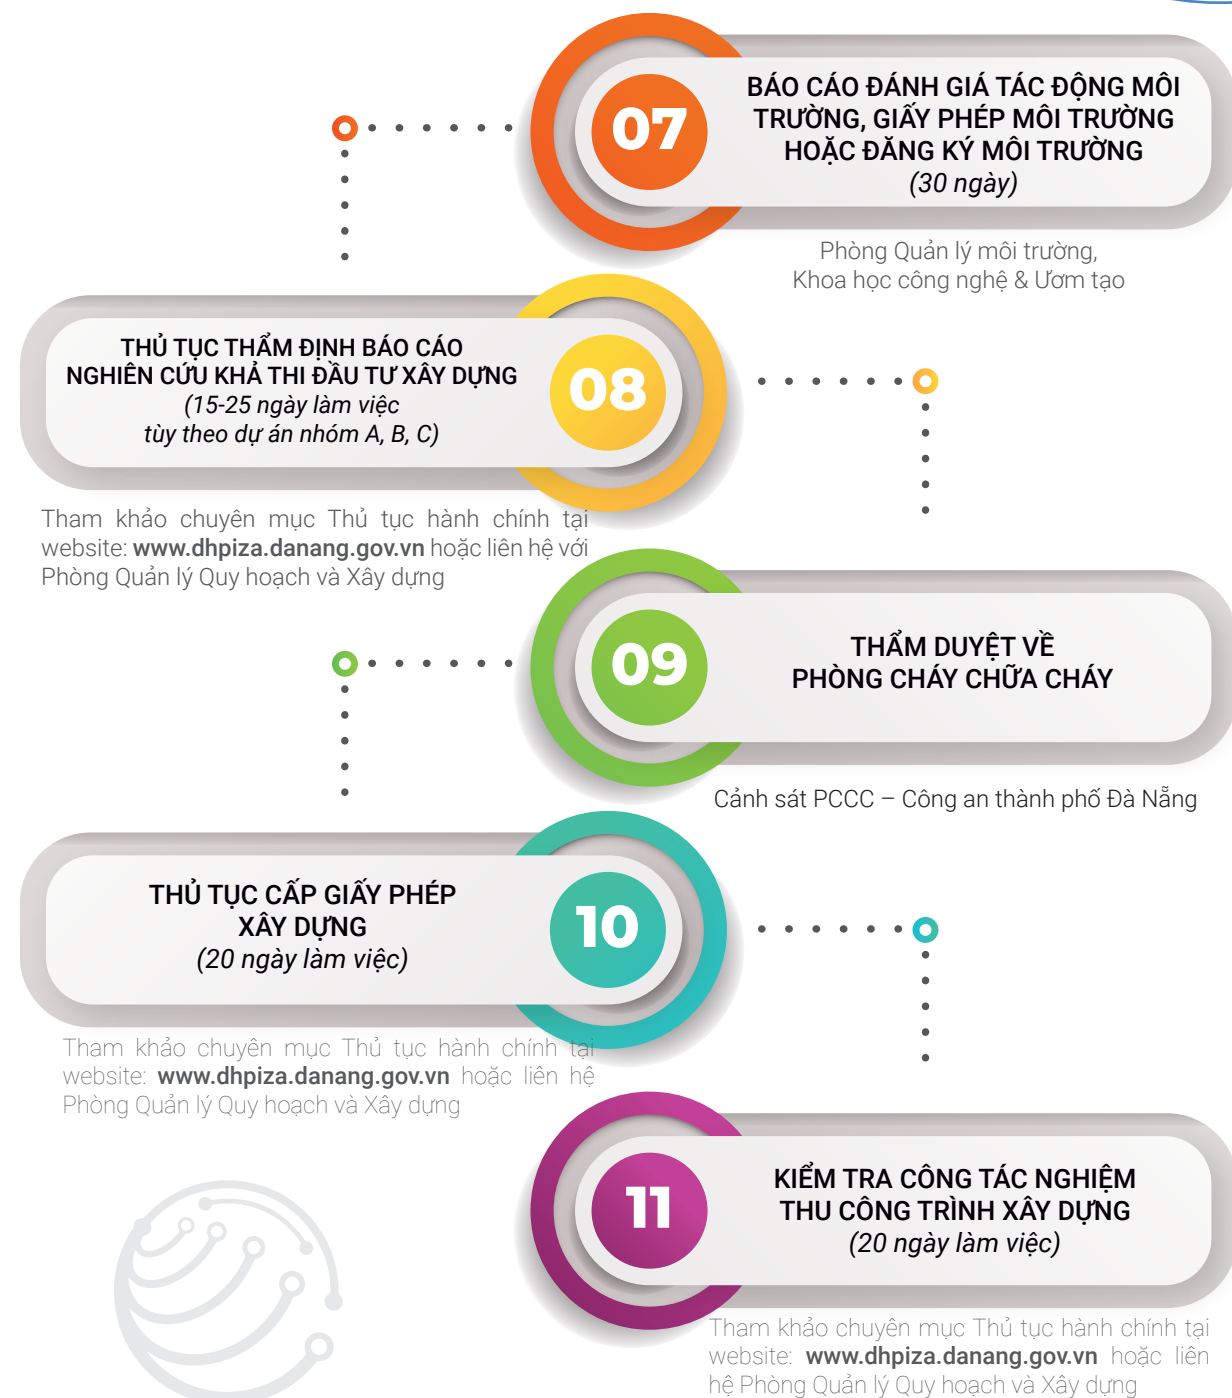 07
BÁO CÁO ĐÁNH GIÁ TÁC ĐỘNG MÔI
TRƯỜNG, GIẤY PHÉP MÔI TRƯỜNG
HOẶC ĐĂNG KÝ MÔI TRƯỜNG
(30 ngày)
Phòng Quản lý môi trường,
Khoa học công nghệ & Ươm tạo
THỦ TỤC THẨM ĐỊNH BÁO CÁO
NGHIÊN CỨU KHẢ THI ĐẦU TƯ XÂY DỰNG
(15-25 ngày làm việc
tùy theo dự án nhóm A, B, C)
08
Tham khảo chuyên mục Thủ tục hành chính tại
website: www.dhpiza.danang.gov.vn hoặc liên hệ với
Phòng Quản lý Quy hoạch và Xây dựng
09
THẨM DUYỆT VỀ
PHÒNG CHÁY CHỮA CHÁY
Cảnh sát PCCC – Công an thành phố Đà Nẵng
THỦ TỤC CẤP GIẤY PHÉP
XÂY DỰNG
(20 ngày làm việc)
10
Tham khảo chuyên mục Thủ tục hành chính tại
website: www.dhpiza.danang.gov.vn hoặc liên hệ
Phòng Quản lý Quy hoạch và Xây dựng
11
KIỂM TRA CÔNG TÁC NGHIỆM
THU CÔNG TRÌNH XÂY DỰNG
(20 ngày làm việc)
Tham khảo chuyên mục Thủ tục hành chính tại
website: www.dhpiza.danang.gov.vn hoặc liên
hệ Phòng Quản lý Quy hoạch và Xây dựng